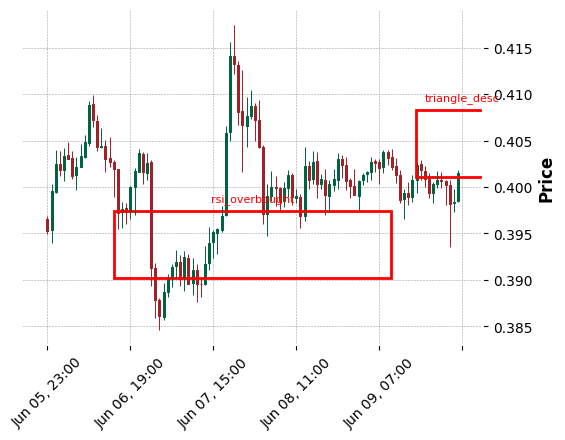 0.415
triangle_desc
0.410
0.405
0.400
rsi_overbought
0.395
0.390
0.385
Price
Jun 05, 23:00
Jun 06, 19:00
Jun 07, 15:00
Jun 08, 11:00
Jun 09, 07:00